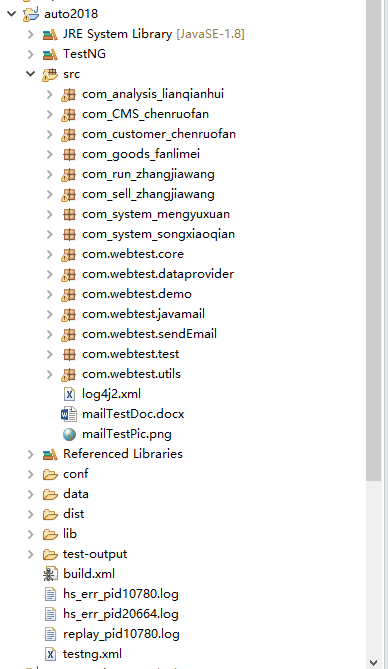 auto2018
JRE System Library [JavaSE-1.8]
TestNG
src
com_analysis_lianqianhui
com_CMS_chenruofan
com_customer_chenruofan
com_goods_fanlimei
com_run_zhangjiawang
com_sell_zhangjiawang
com_system_mengyuxuan
com_system_songxiaoqian
com.webtest.core
com.webtest.dataprovider
com.webtest.demo
com.webtest.javamail
com.webtest.sendEmail
com.webtest.test
com.webtest.utils
log4j2.xml
mailTestDoc.docx
mailTestPic.png
Referenced Libraries
conf
data
dist
lib
test-output
build.xml
hs_err_pid10780.log
hs_err_pid20664.log
replay_pid10780.log
testng.xml